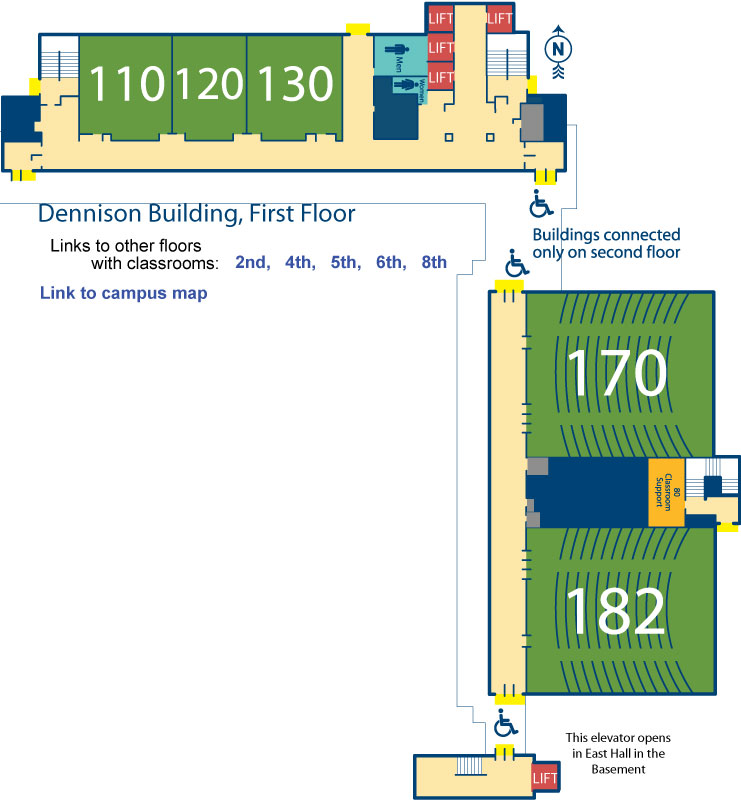 LIFT
LIFT
LIFT
LIFT
N
Men
Women
110
120
130
Dennison Building, First Floor
Links to other floors
with classrooms: 2nd, 4th, 5th, 6th, 8th
Link to campus map
Buildings connected
only on second floor
170
80
Classroom
Support
182
This elevator opens
in East Hall in the
Basement
LIFT